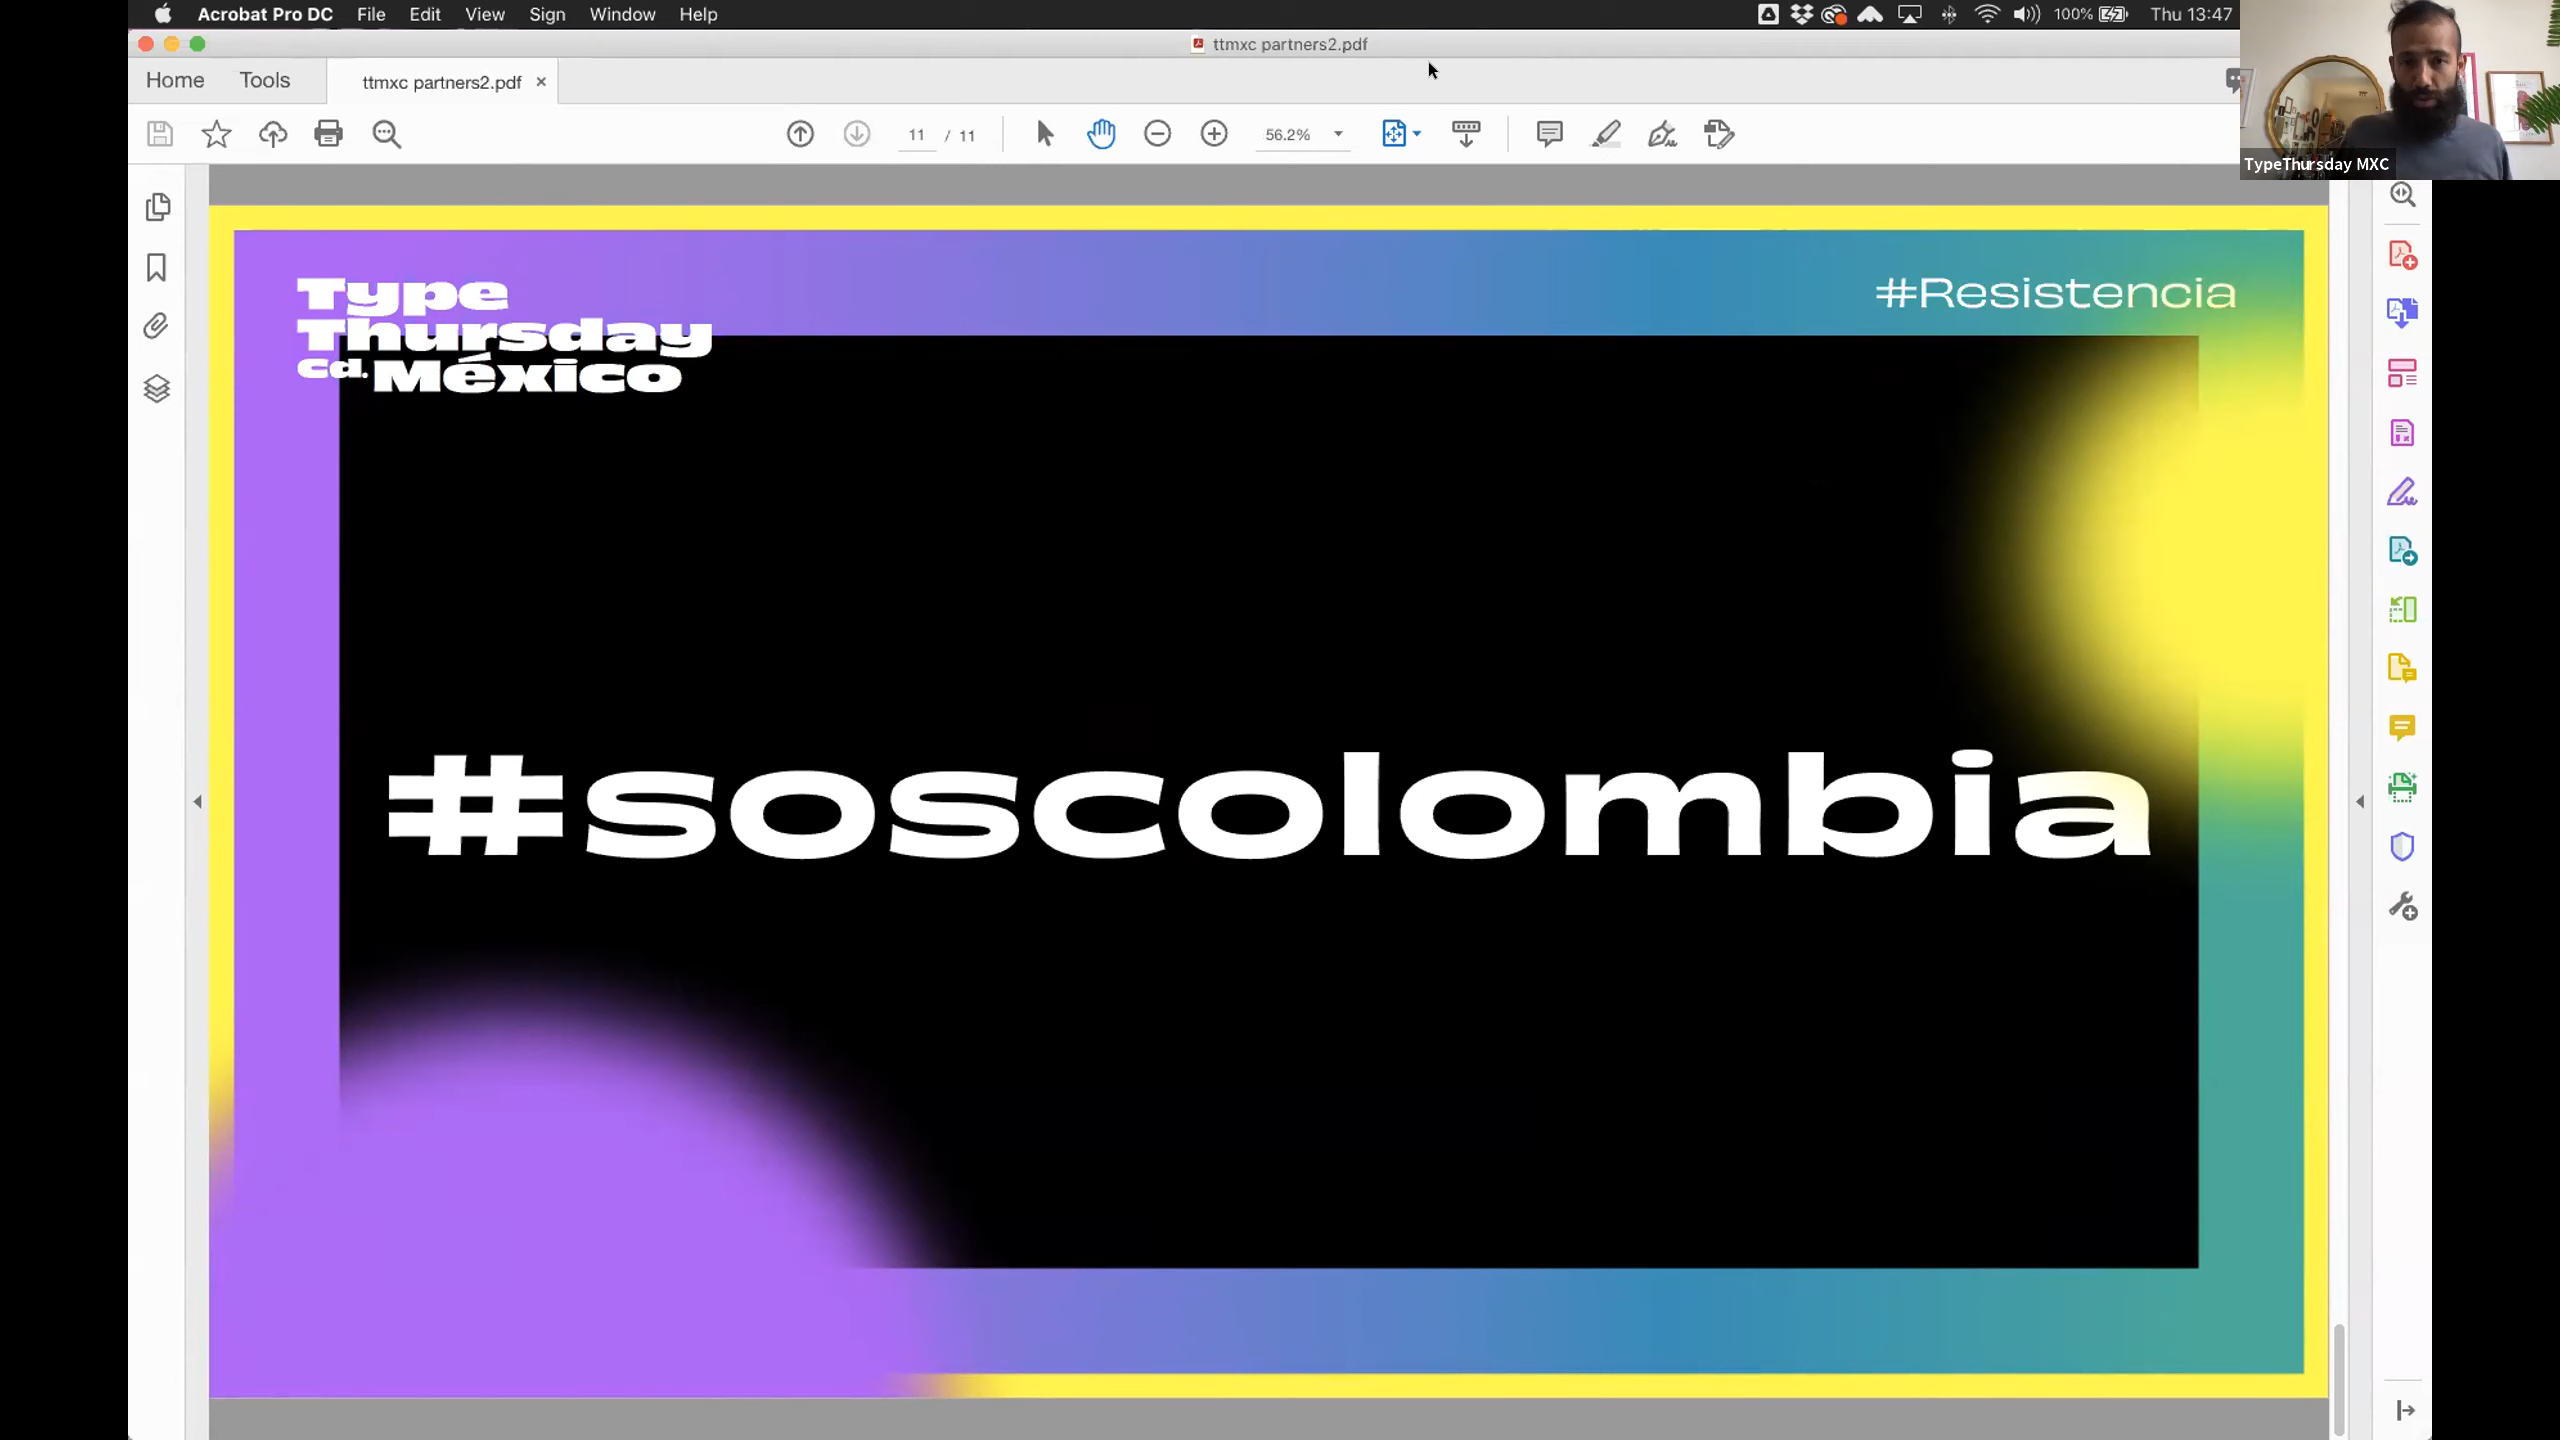 Acrobat Pro DC File Edit View Sign Window Help 100% Thu 13:47
ttmxc partners2.pdf
Home Tools ttmxc partners2.pdf ×
11 / 11 56.2%
TypeThursday MXC
Type
Thursday
Cd. México
#Resistencia
#soscolombia